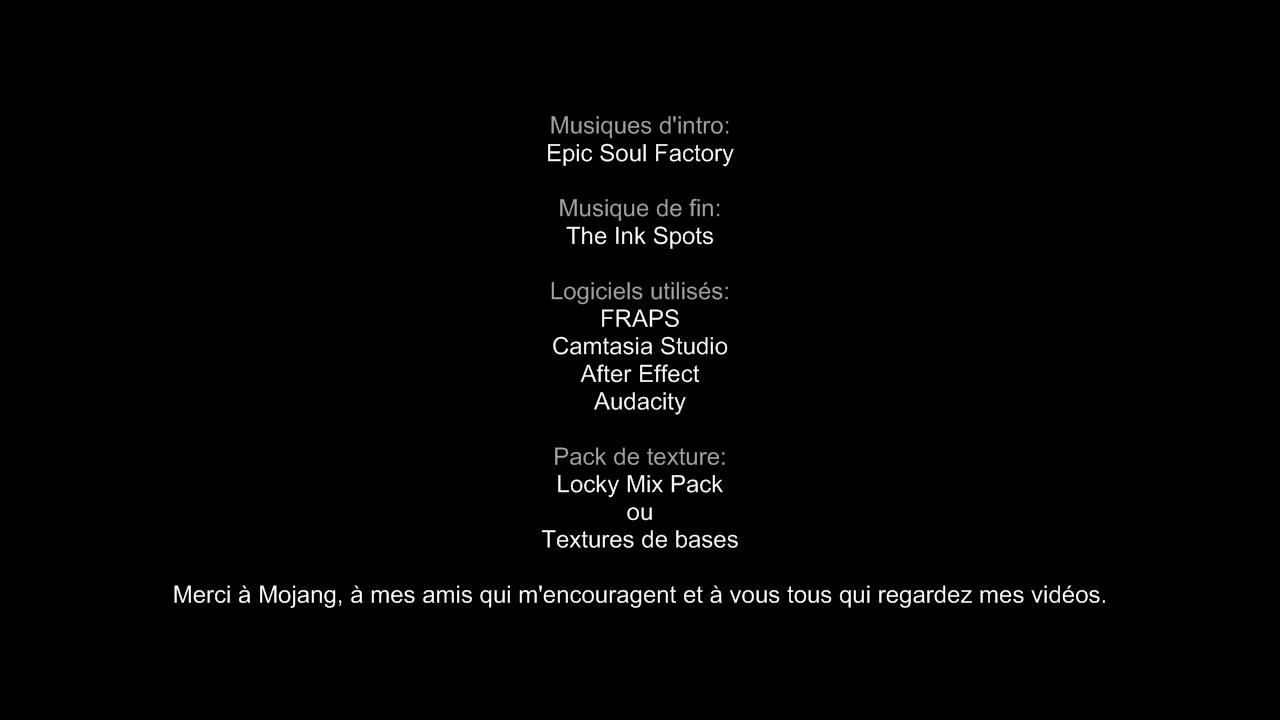 Musiques d'intro:
Epic Soul Factory
Musique de fin:
The Ink Spots
Logiciels utilisés:
FRAPS
Camtasia Studio
After Effect
Audacity
Pack de texture:
Locky Mix Pack
ou
Textures de bases
Merci à Mojang, à mes amis qui m'encouragent et à vous tous qui regardez mes vidéos.